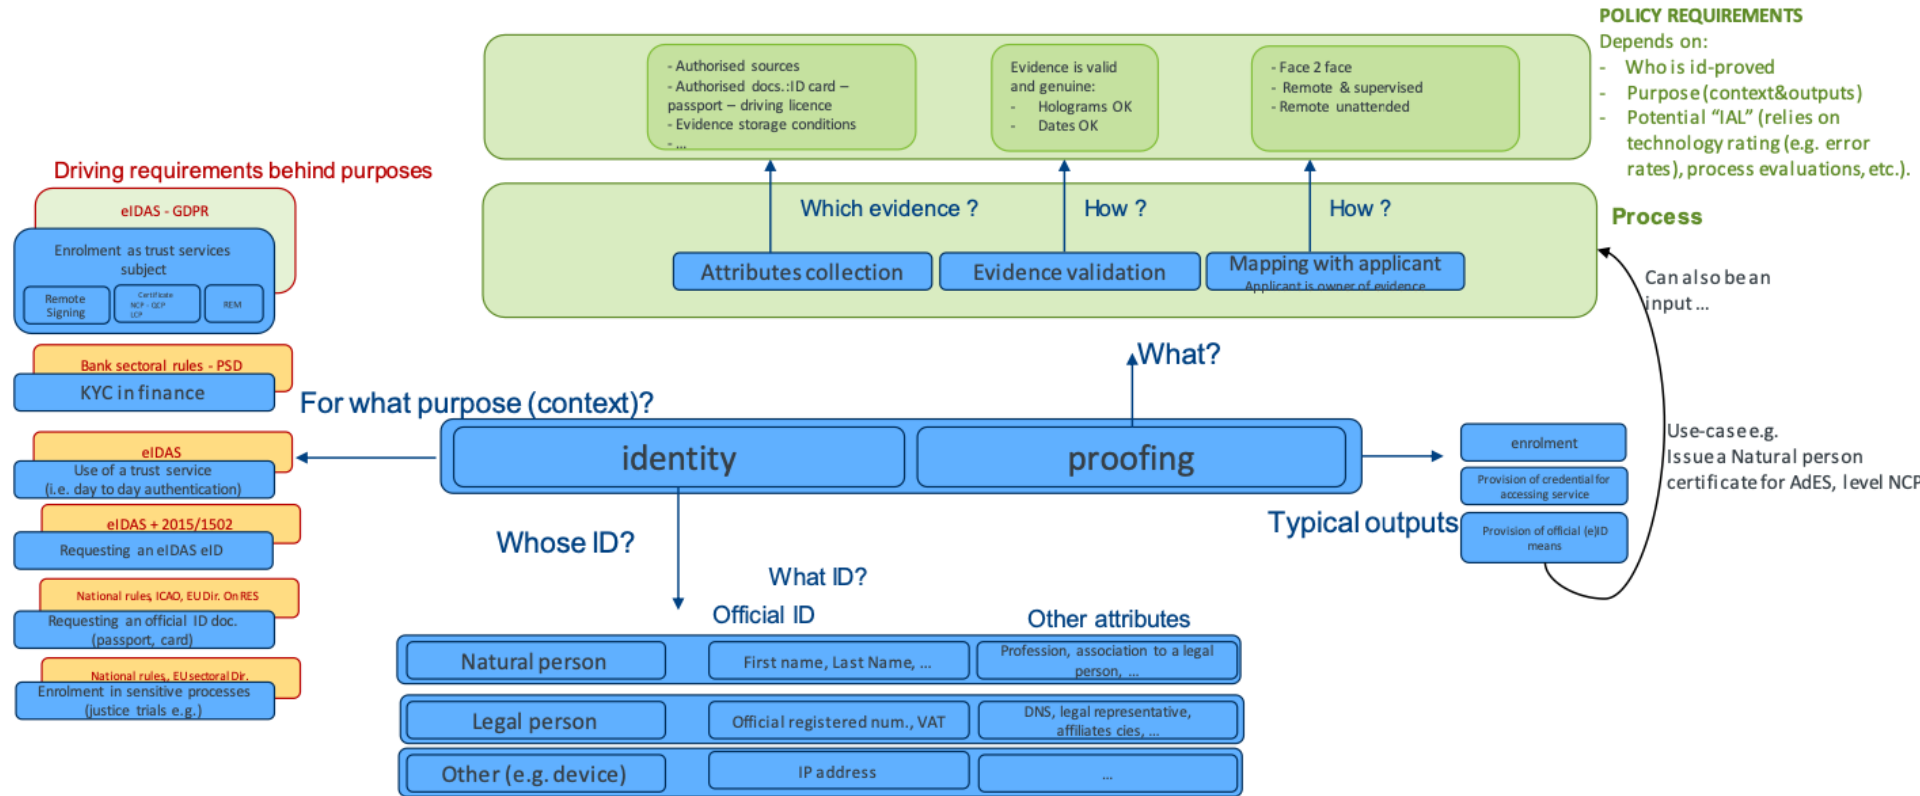 POLICY REQUIREMENTS
Depends on:
- Who is id-proved
- Purpose (context&outputs)
- Potential “IAL” (relies on
technology rating (e.g. error
rates), process evaluations, etc.).
- Authorised sources
- Authorised docs.:ID card –
passport – driving licence
- Evidence storage conditions
- ...
Evidence is valid
and genuine:
- Holograms OK
- Dates OK
- Face 2 face
- Remote & supervised
- Remote unattended
Which evidence ?
How ?
How ?
Process
Attributes collection
Evidence validation
Mapping with applicant
Applicant is owner of evidence
Can also be an
input ...
Driving requirements behind purposes
eIDAS - GDPR
Enrolment as trust services
subject
Remote
Signing
Certificate
NCP - QCP
LCP
REM
Bank sectoral rules - PSD
KYC in finance
eIDAS
Use of a trust service
(i.e. day to day authentication)
eIDAS + 2015/1502
Requesting an eIDAS eID
National rules, ICAO, EU Dir. On RES
Requesting an official ID doc.
(passport, card)
National rules,, EU sectoral Dir.
Enrolment in sensitive processes
(justice trials e.g.)
For what purpose (context)?
What?
identity
proofing
enrolment
Provision of credential for
accessing service
Provision of official (e)ID
means
Typical outputs
Use-case e.g.
Issue a Natural person
certificate for AdES, level NCP
Whose ID?
What ID?
Official ID
Other attributes
Natural person
First name, Last Name, ...
Profession, association to a legal
person, ...
Legal person
Official registered num., VAT
DNS, legal representative,
affiliates cies, ...
Other (e.g. device)
IP address
...